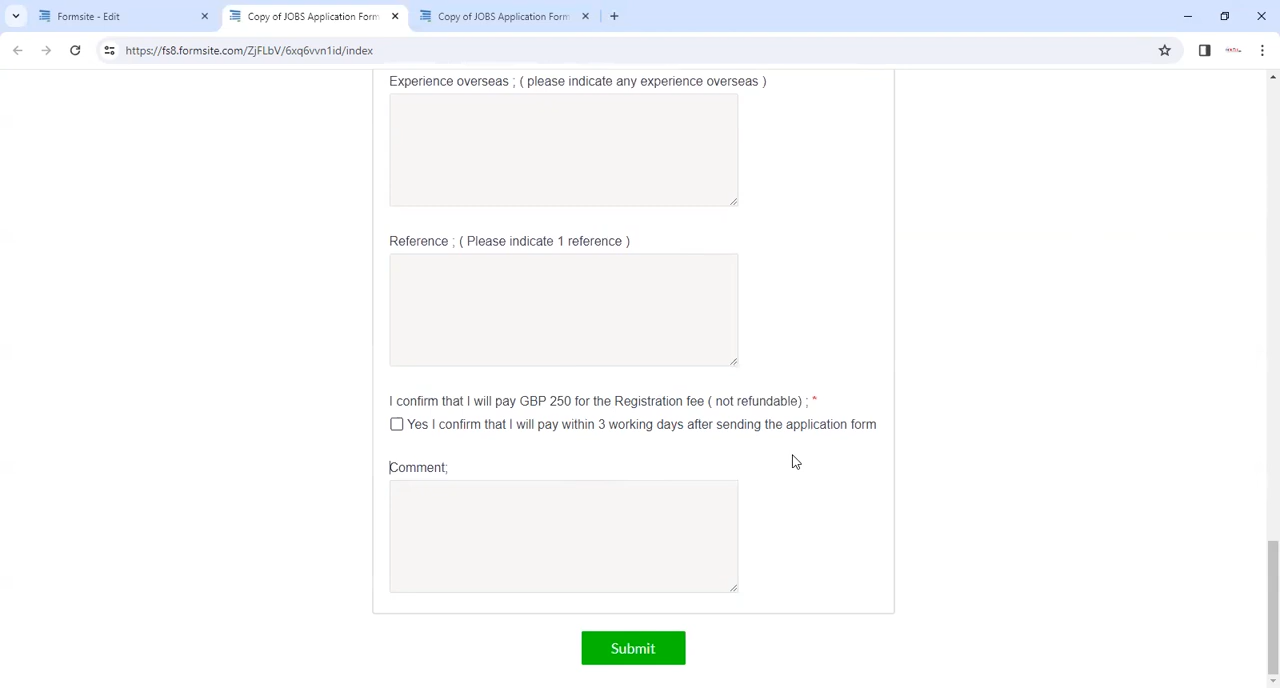 Formsite - Edit
Copy of JOBS Application Form
Copy of JOBS Application Form
https://fs8.formsite.com/ZjFLbV/6xq6vvn1id/index
Experience overseas ; ( please indicate any experience overseas )
Reference ; ( Please indicate 1 reference )
I confirm that I will pay GBP 250 for the Registration fee ( not refundable) ; *
Yes I confirm that I will pay within 3 working days after sending the application form
Comment;
Submit